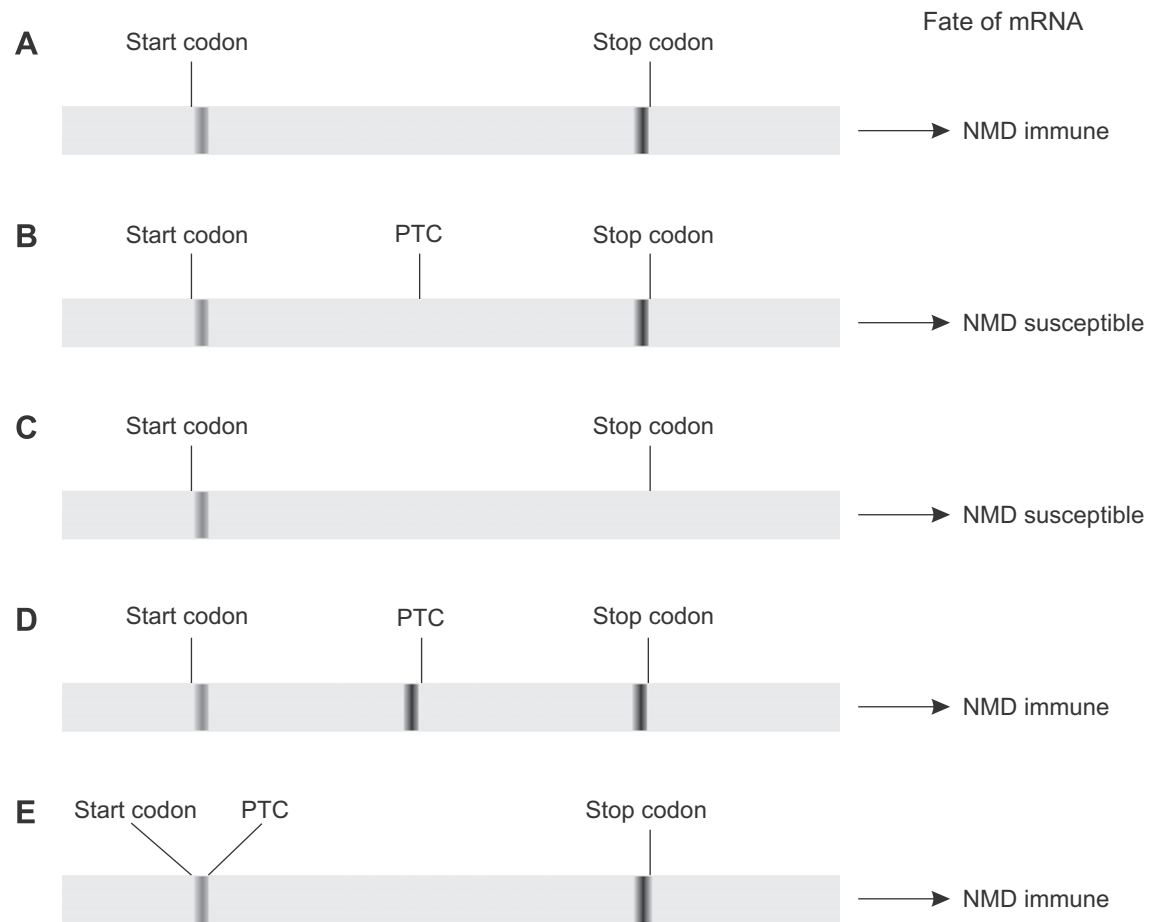 Fate of mRNA
A
Start codon
Stop codon
NMD immune
B
Start codon
PTC
Stop codon
NMD susceptible
C
Start codon
Stop codon
NMD susceptible
D
Start codon
PTC
Stop codon
NMD immune
E
Start codon
PTC
Stop codon
NMD immune